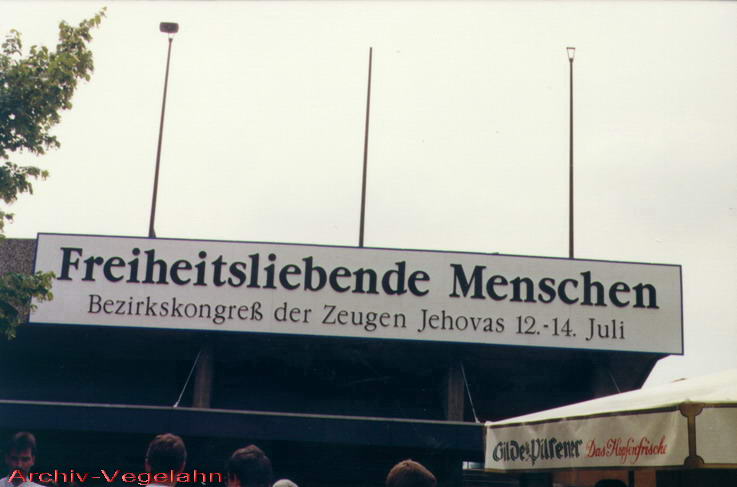 Freiheitsliebende Menschen
Bezirkskongreß der Zeugen Jehovas 12.-14. Juli
Gilde Pilsener Das Hopfenfrische
Archiv-Vegelahn